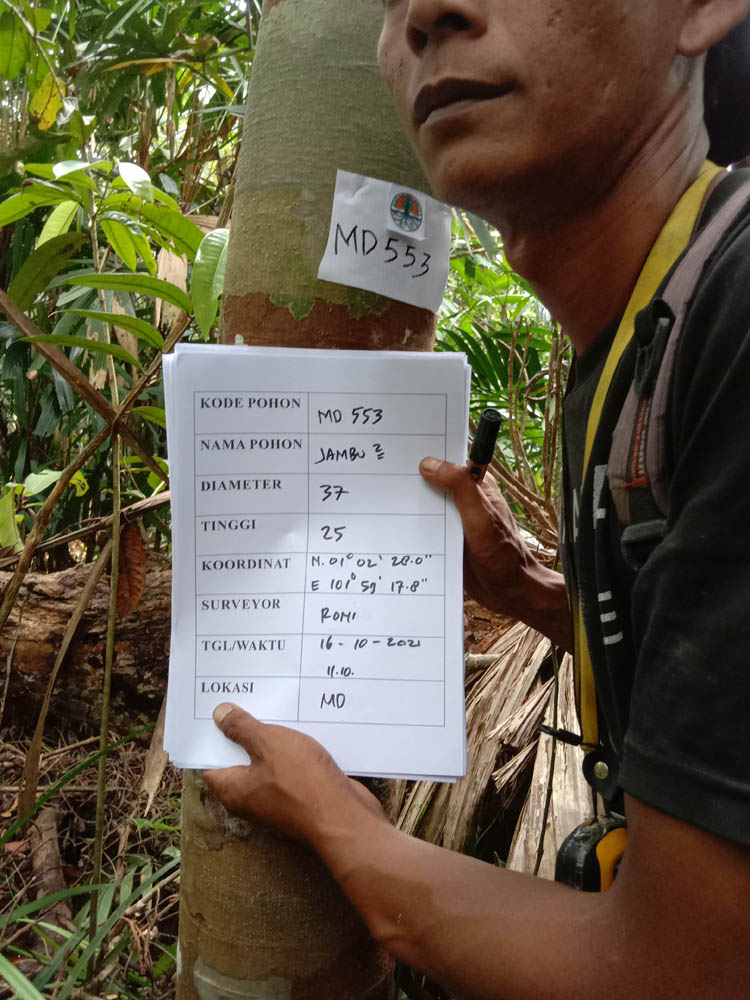 MD 553
KODE POHON MD 553
NAMA POHON JAMBU 2
DIAMETER 37
TINGGI 25
KOORDINAT N. 01° 02' 28.0"
E 101° 59' 17.8"
SURVEYOR ROMI
TGL/WAKTU 16 - 10 - 2021
11.10.
LOKASI MD